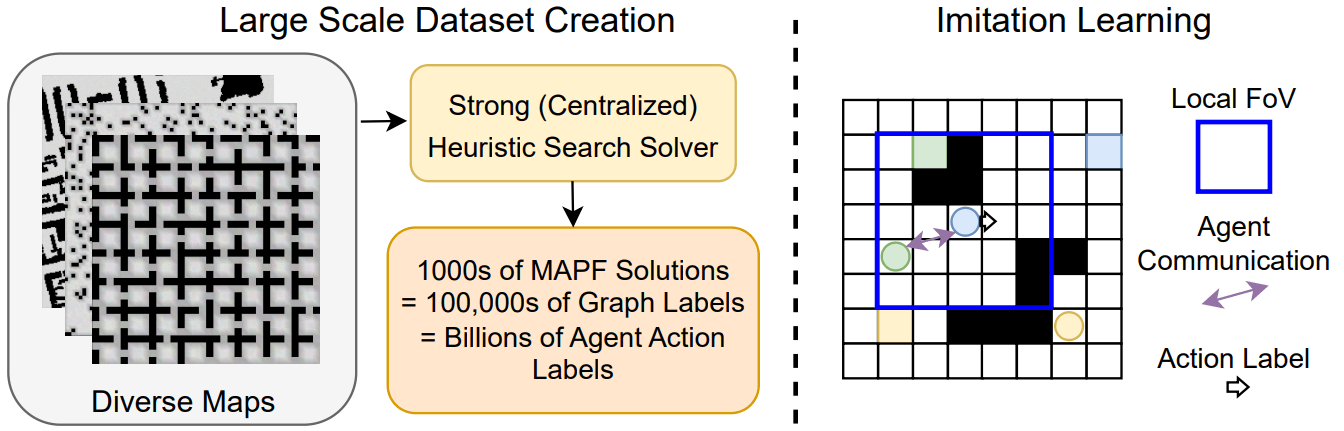 Large Scale Dataset Creation
Diverse Maps
Strong (Centralized)
Heuristic Search Solver
1000s of MAPF Solutions
= 100,000s of Graph Labels
= Billions of Agent Action
Labels
Imitation Learning
Local FoV
Agent
Communication
Action Label